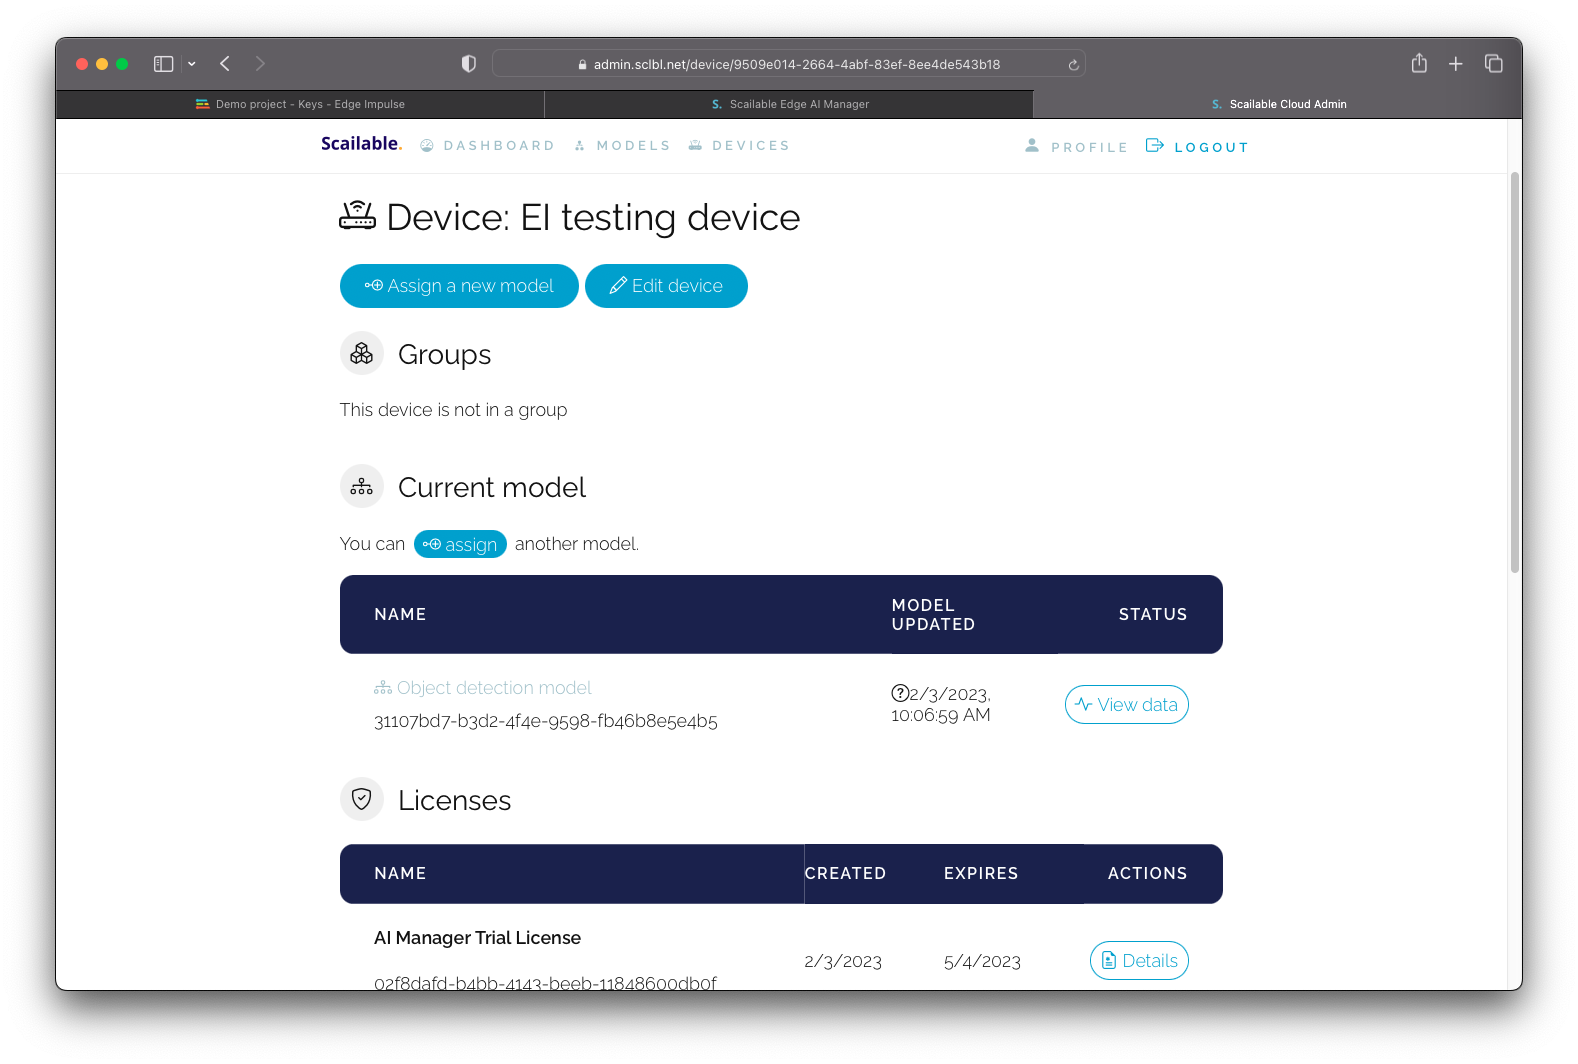 admin.sclbl.net/device/9509e014-2664-4abf-83ef-8ee4de543b18
Demo project - Keys - Edge Impulse
S. Scailable Edge AI Manager
S. Scailable Cloud Admin
Scailable. DASHBOARD MODELS DEVICES PROFILE LOGOUT
Device: EI testing device
Assign a new model Edit device
Groups
This device is not in a group
Current model
You can assign another model.
NAME MODEL UPDATED STATUS
Object detection model
31107bd7-b3d2-4f4e-9598-fb46b8e5e4b5
2/3/2023,
10:06:59 AM
View data
Licenses
NAME CREATED EXPIRES ACTIONS
AI Manager Trial License
02f8dafd-b4bb-4143-beeb-11848600db0f
2/3/2023 5/4/2023 Details